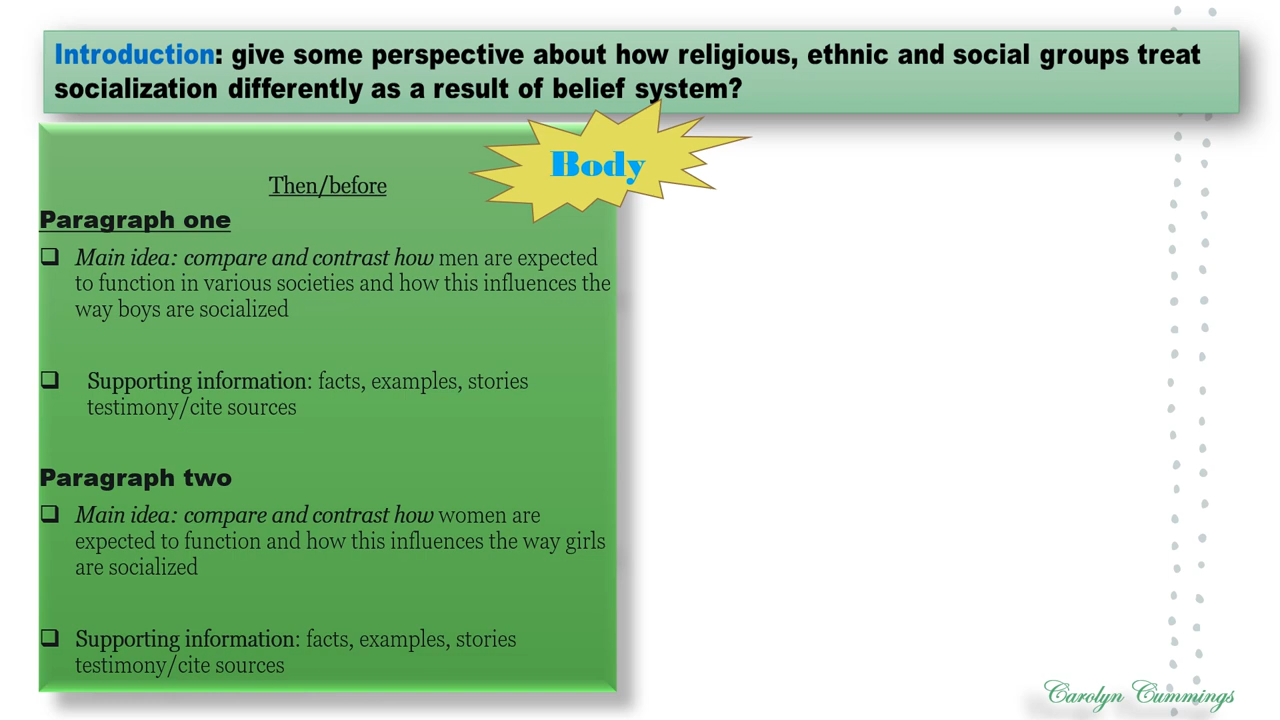 Introduction: give some perspective about how religious, ethnic and social groups treat
socialization differently as a result of belief system?
Body
Then/before
Paragraph one
❑ Main idea: compare and contrast how men are expected
to function in various societies and how this influences the
way boys are socialized
❑ Supporting information: facts, examples, stories
testimony/cite sources
Paragraph two
❑ Main idea: compare and contrast how women are
expected to function and how this influences the way girls
are socialized
❑ Supporting information: facts, examples, stories
testimony/cite sources
Carolyn Cummings